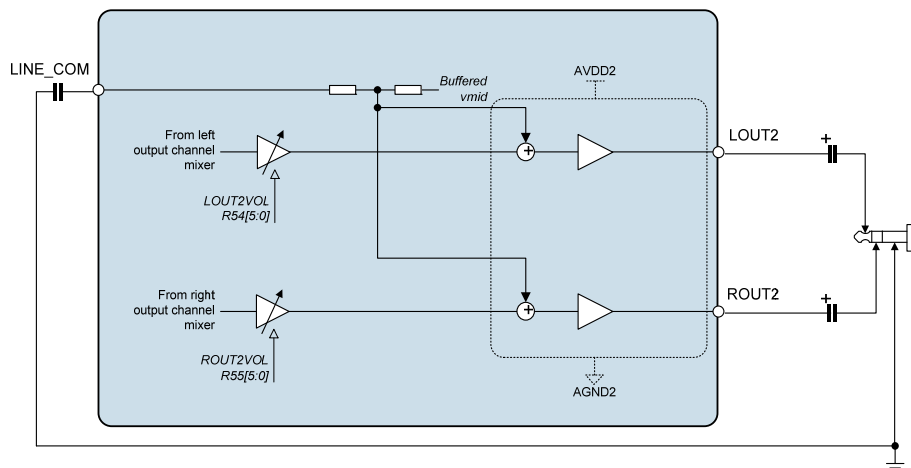 LINE_COM
Buffered
vmid
AVDD2
From left
output channel
mixer
LOUT2VOL
R54[5:0]
+
LOUT2
+
From right
output channel
mixer
ROUT2VOL
R55[5:0]
+
ROUT2
+
AGND2